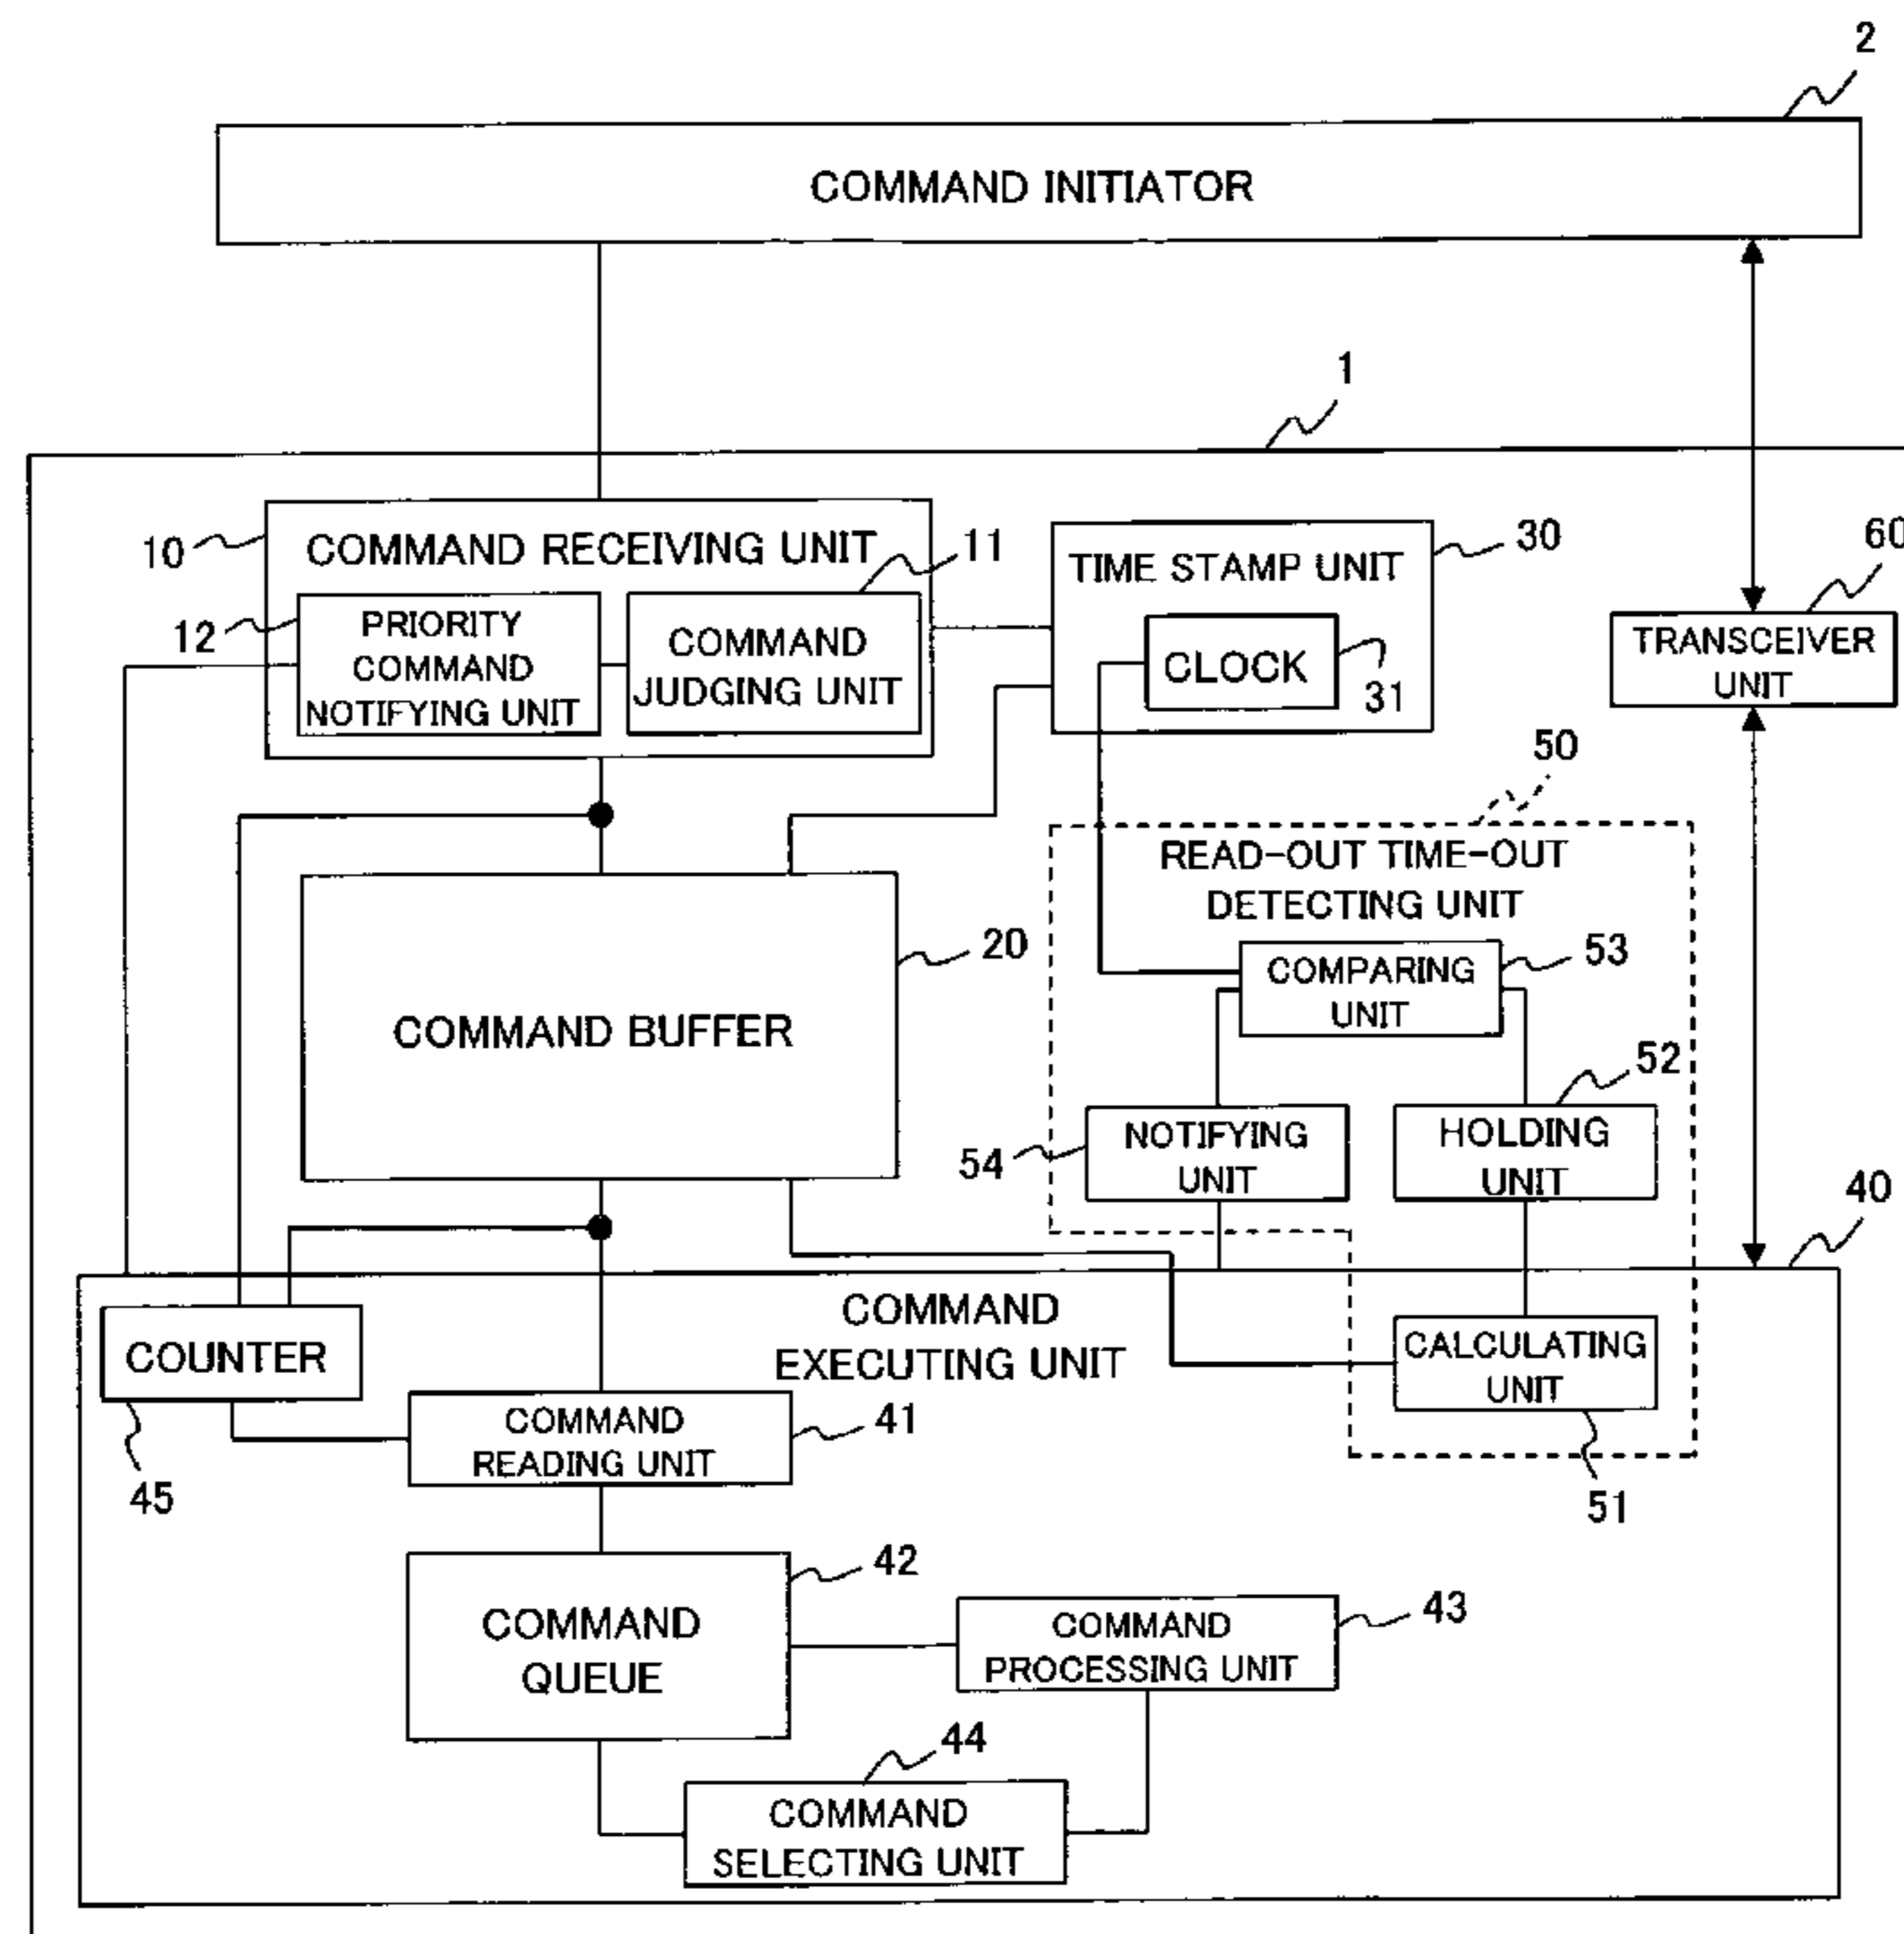 2
COMMAND INITIATOR
1
10
COMMAND RECEIVING UNIT
11
12
PRIORITY
COMMAND
NOTIFYING UNIT
COMMAND
JUDGING UNIT
TIME STAMP UNIT
30
CLOCK
31
60
TRANSCEIVER
UNIT
50
READ-OUT TIME-OUT
DETECTING UNIT
20
COMMAND BUFFER
COMPARING
UNIT
53
52
54
NOTIFYING
UNIT
HOLDING
UNIT
40
COMMAND
EXECUTING UNIT
COUNTER
45
CALCULATING
UNIT
51
COMMAND
READING UNIT
41
42
COMMAND
QUEUE
COMMAND
PROCESSING UNIT
43
44
COMMAND
SELECTING UNIT